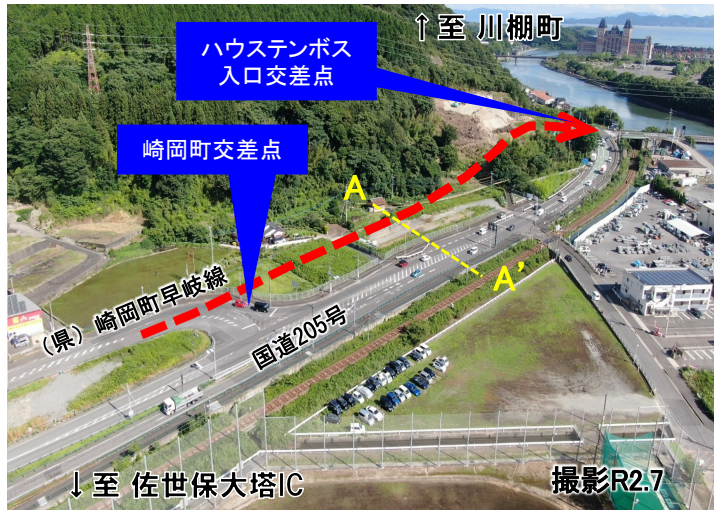 ↑至 川棚町
ハウステンボス
入口交差点
崎岡町交差点
A
A’
（県）崎岡町早岐線
国道205号
↓至 佐世保大塔IC
撮影R2.7